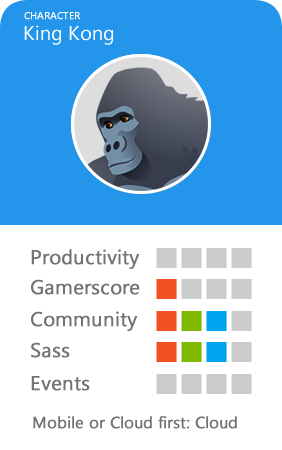 CHARACTER
King Kong
Productivity
Gamerscore
Community
Sass
Events
Mobile or Cloud first: Cloud